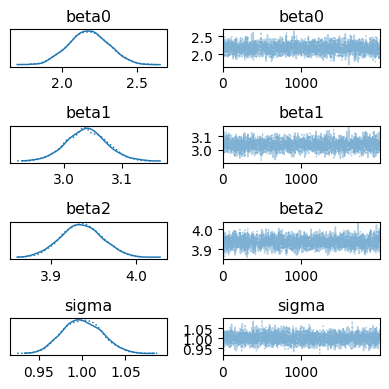 beta0 beta0
2.5
2.0
2.0 2.5 0 1000
beta1 beta1
3.1
3.0
3.0 3.1 0 1000
beta2 beta2
4.0
3.9
3.9 4.0 0 1000
sigma sigma
1.05
1.00
0.95
0.95 1.00 1.05 0 1000